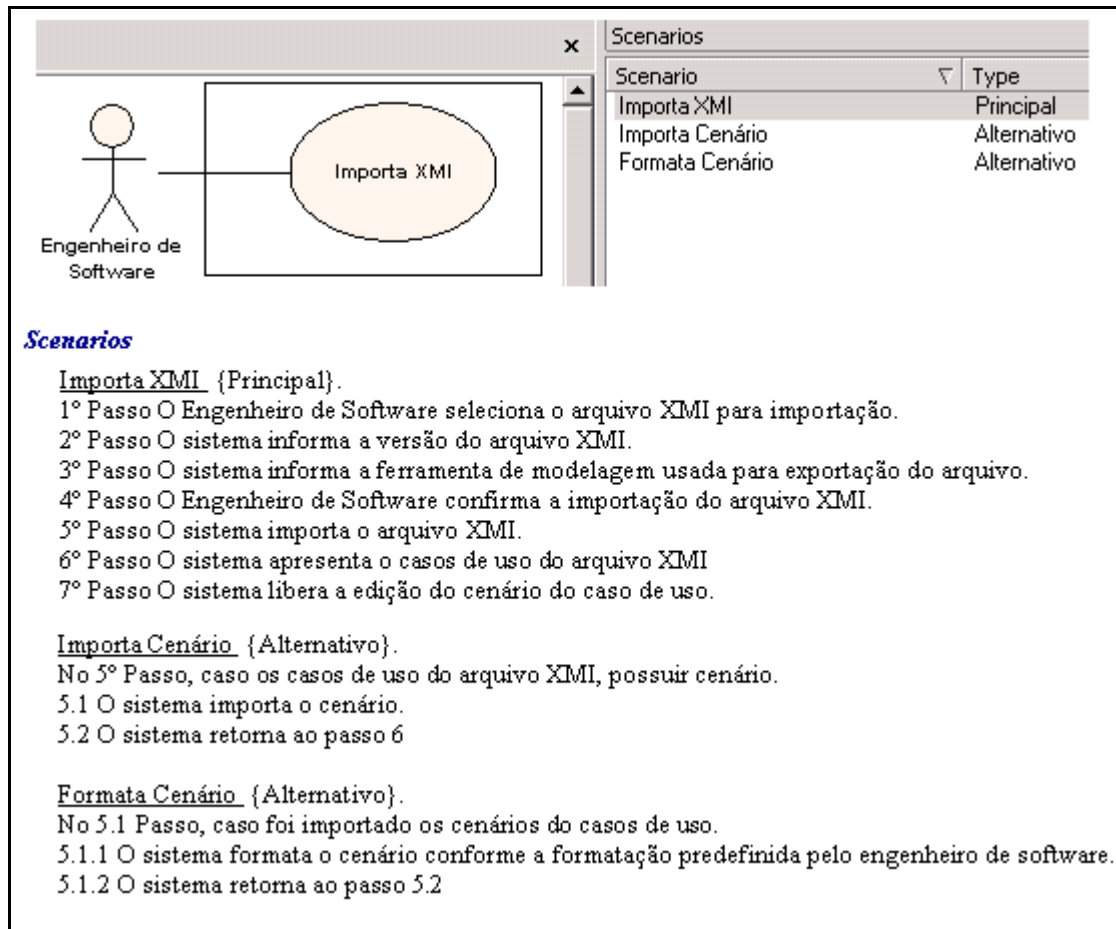 x
Scenarios
Scenario Type
Importa XMI Principal
Importa Cenário Alternativo
Formata Cenário Alternativo
Importa XMI
Engenheiro de
Software
Scenarios
Importa XMI {Principal}.
1º Passo O Engenheiro de Software seleciona o arquivo XMI para importação.
2º Passo O sistema informa a versão do arquivo XMI.
3º Passo O sistema informa a ferramenta de modelagem usada para exportação do arquivo.
4º Passo O Engenheiro de Software confirma a importação do arquivo XMI.
5º Passo O sistema importa o arquivo XMI.
6º Passo O sistema apresenta o casos de uso do arquivo XMI
7º Passo O sistema libera a edição do cenário do caso de uso.
Importa Cenário {Alternativo}.
No 5º Passo, caso os casos de uso do arquivo XMI, possuir cenário.
5.1 O sistema importa o cenário.
5.2 O sistema retorna ao passo 6
Formata Cenário {Alternativo}.
No 5.1 Passo, caso foi importado os cenários do casos de uso.
5.1.1 O sistema formata o cenário conforme a formatação predefinida pelo engenheiro de software.
5.1.2 O sistema retorna ao passo 5.2